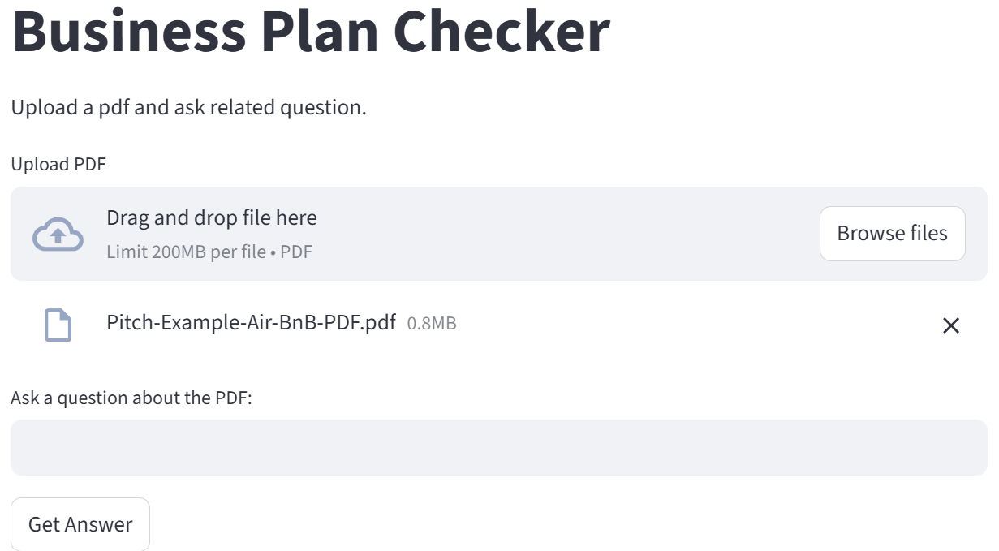 Business Plan Checker
Upload a pdf and ask related question.
Upload PDF
Drag and drop file here
Limit 200MB per file • PDF
Browse files
Pitch-Example-Air-BnB-PDF.pdf 0.8MB
Ask a question about the PDF:
Get Answer